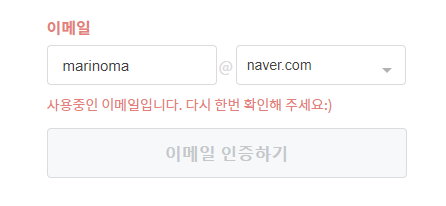 이메일
marinoma @ naver.com
사용중인 이메일입니다. 다시 한번 확인해 주세요:)
이메일 인증하기